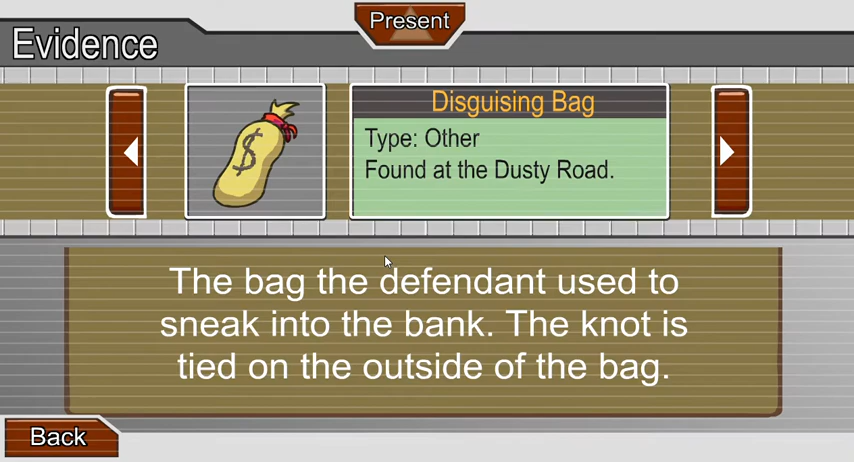 Present
Evidence
Disguising Bag
Type: Other
Found at the Dusty Road.
$
The bag the defendant used to
sneak into the bank. The knot is
tied on the outside of the bag.
Back